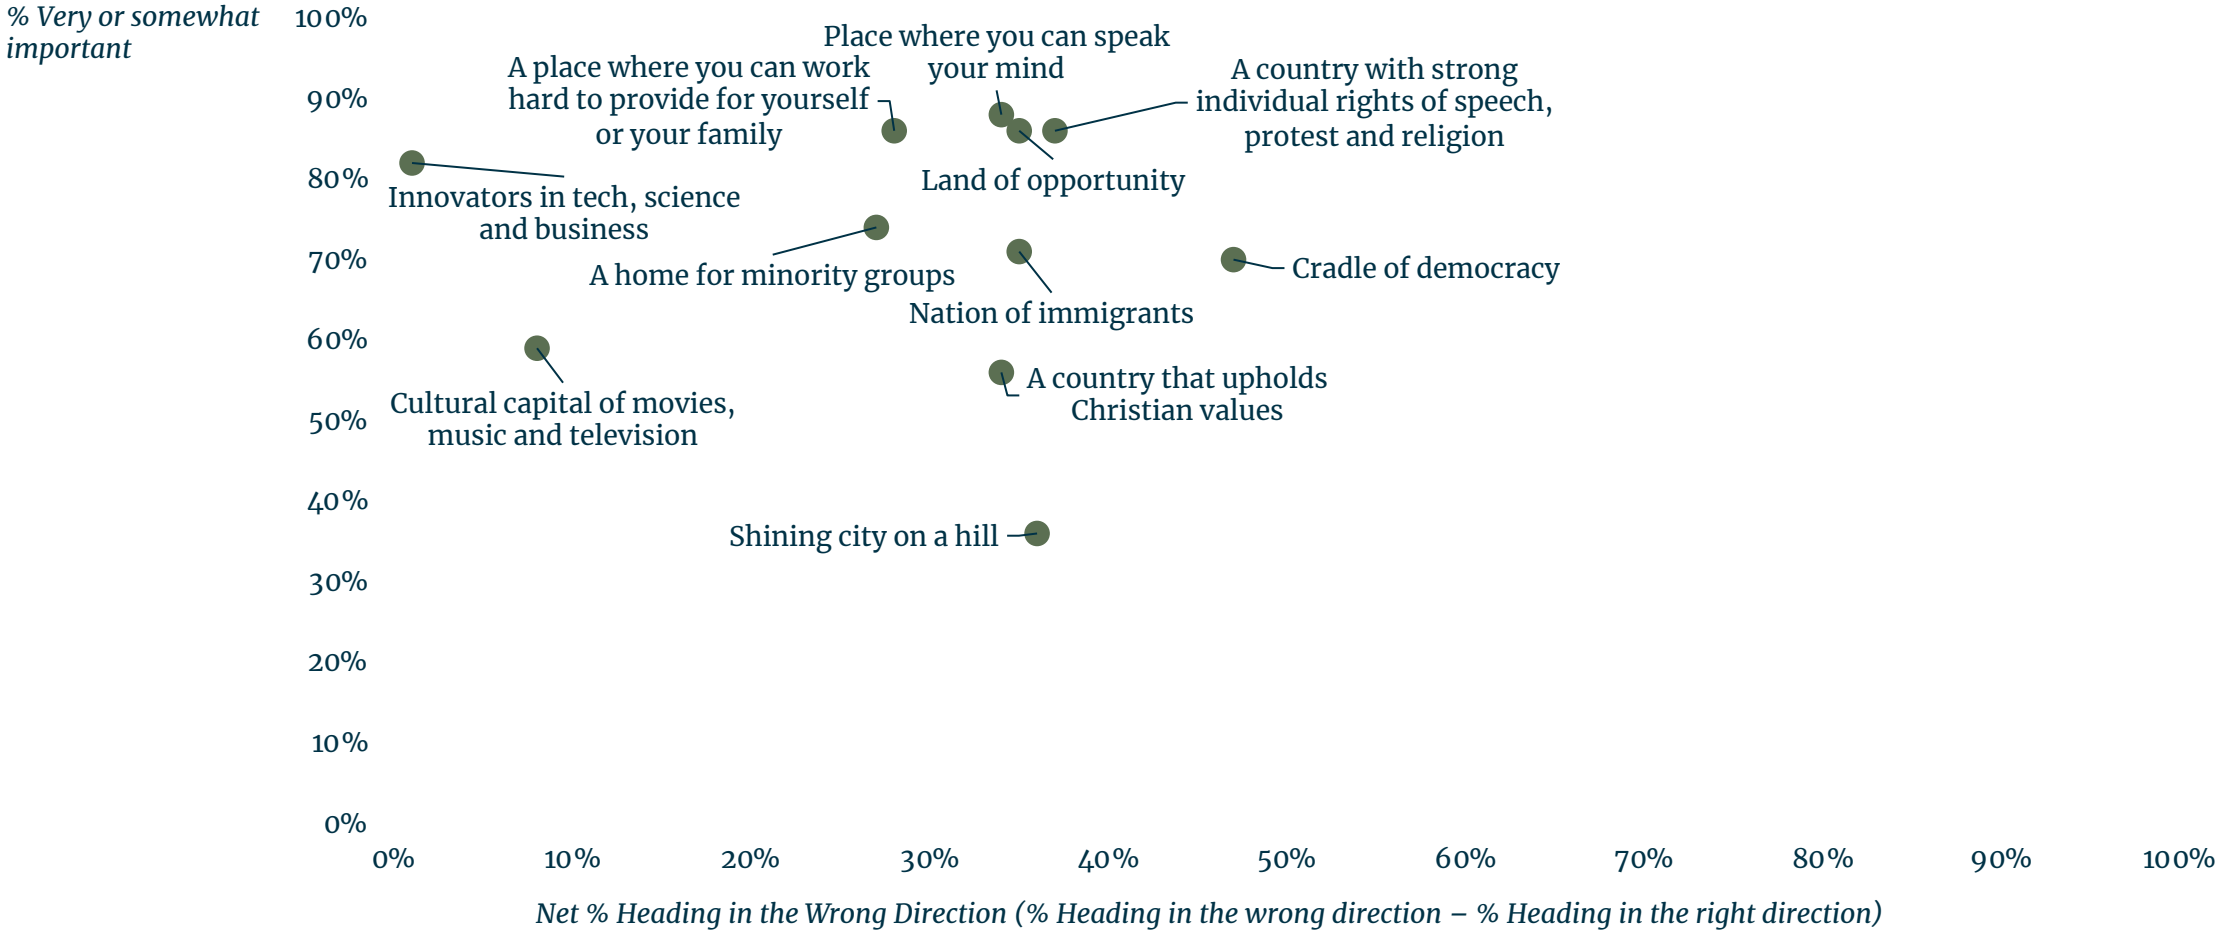 % Very or somewhat
important
100%
90%
80%
70%
60%
50%
40%
30%
20%
10%
0%
Place where you can speak
your mind
A place where you can work
hard to provide for yourself
or your family
A country with strong
individual rights of speech,
protest and religion
Land of opportunity
Innovators in tech, science
and business
A home for minority groups
Cradle of democracy
Nation of immigrants
Cultural capital of movies,
music and television
A country that upholds
Christian values
Shining city on a hill
0% 10% 20% 30% 40% 50% 60% 70% 80% 90% 100%
Net % Heading in the Wrong Direction (% Heading in the wrong direction – % Heading in the right direction)